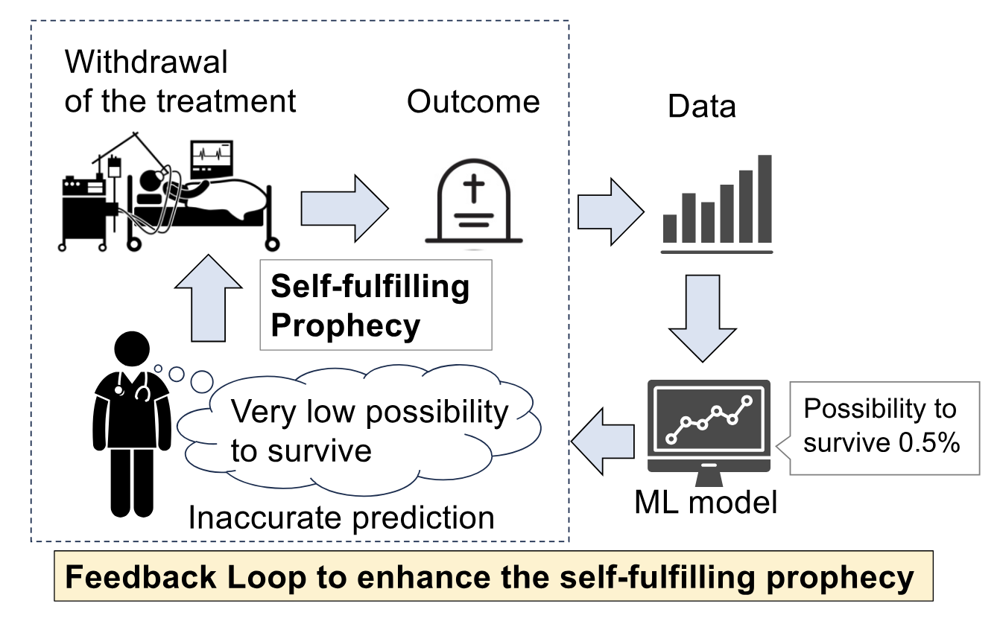 Withdrawal
of the treatment
Outcome
Data
Self-fulfilling
Prophecy
Very low possibility
to survive
Inaccurate prediction
Possibility to
survive 0.5%
ML model
Feedback Loop to enhance the self-fulfilling prophecy